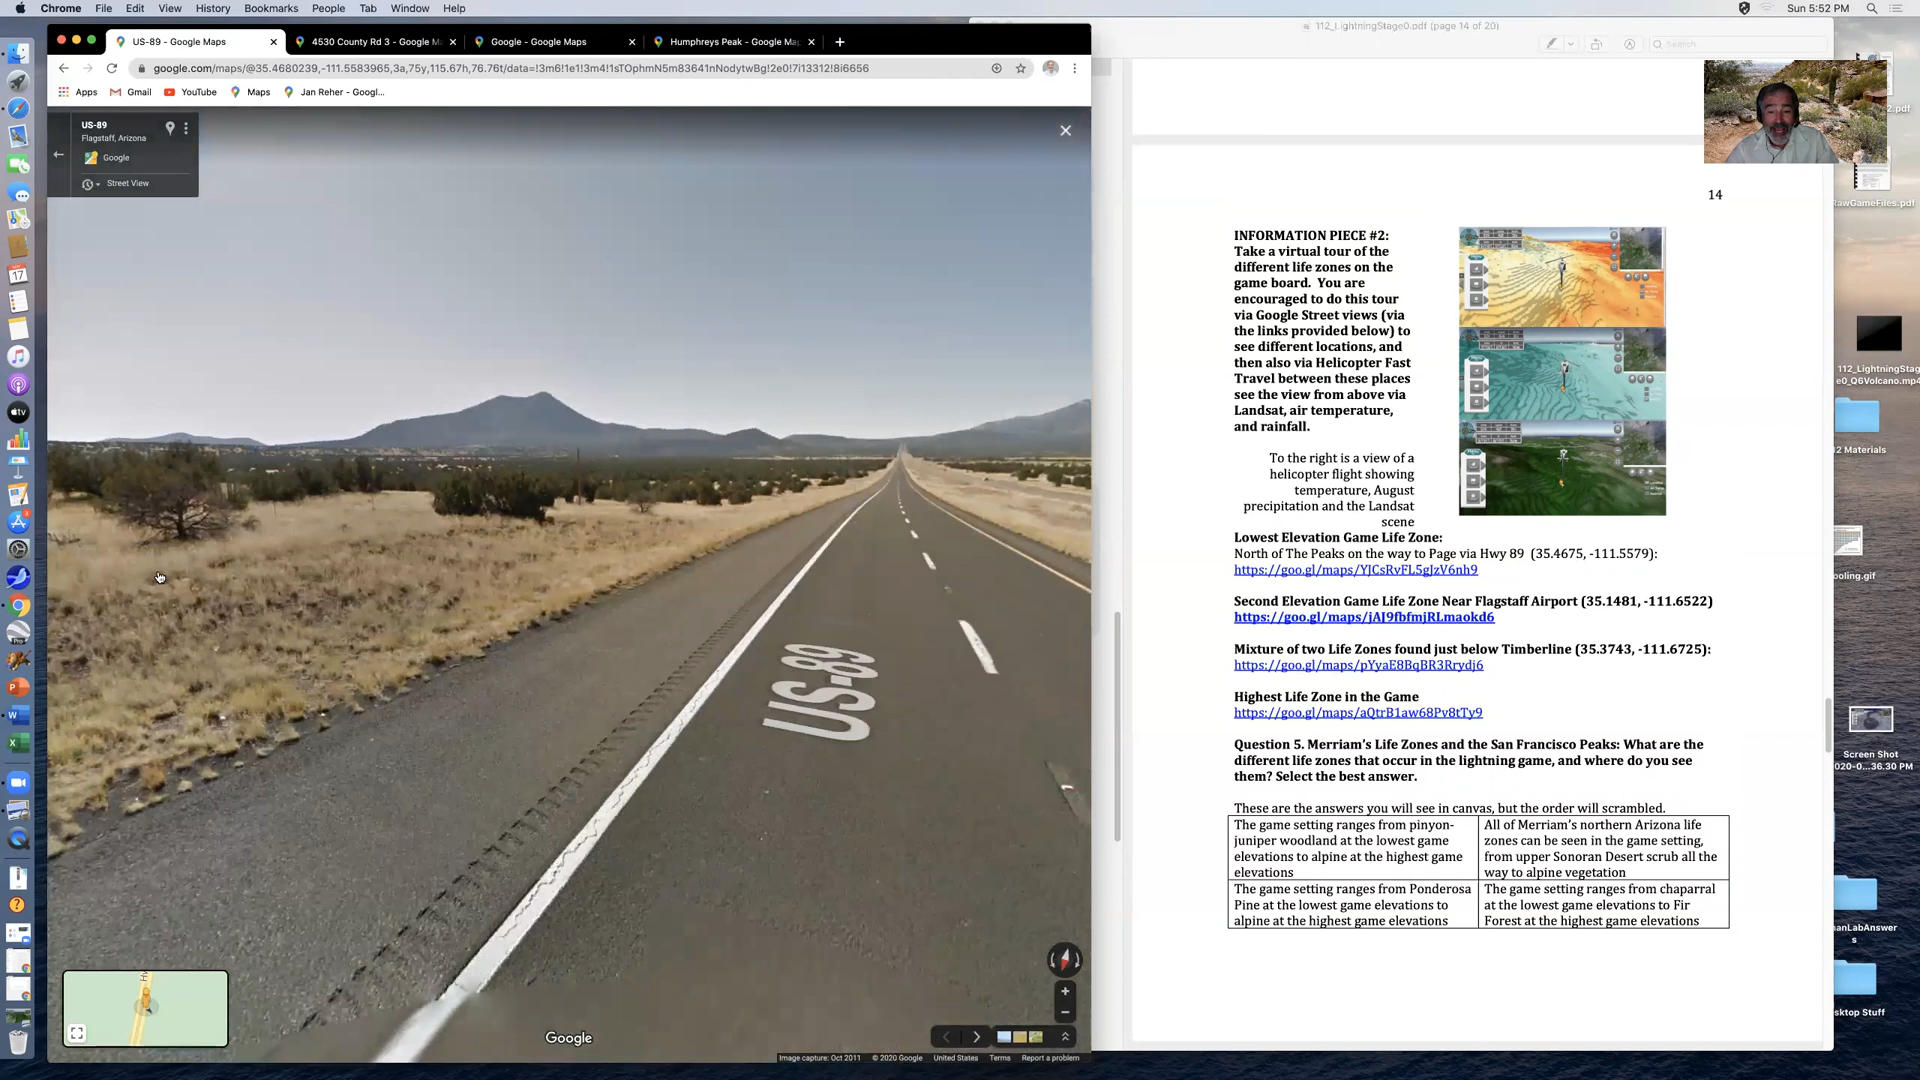 Chrome File Edit View History Bookmarks People Tab Window Help
Sun 5:52 PM
US-89 - Google Maps
4530 County Rd 3 - Google Ma
Google - Google Maps
Humphreys Peak - Google Ma
google.com/maps/@35.4680239,-111.5583965,3a,75y,115.67h,76.76t/data=!3m6!1e1!3m4!1sTOphmN5m83641nNodytwBg!2e0!7i13312!8i6656
Apps Gmail YouTube Maps Jan Reher - Googl...
US-89
Flagstaff, Arizona
Google
Street View
US-89
Google
Image capture: Oct 2011 © 2020 Google United States Terms Report a problem
112_LightningStage0.pdf (page 14 of 20)
Search
14
INFORMATION PIECE #2:
Take a virtual tour of the
different life zones on the
game board. You are
encouraged to do this tour
via Google Street views (via
the links provided below) to
see different locations, and
then also via Helicopter Fast
Travel between these places
see the view from above via
Landsat, air temperature,
and rainfall.
To the right is a view of a
helicopter flight showing
temperature, August
precipitation and the Landsat
scene
Lowest Elevation Game Life Zone:
North of The Peaks on the way to Page via Hwy 89 (35.4675, -111.5579):
https://goo.gl/maps/YJCsRvFL5gJzV6nh9
Second Elevation Game Life Zone Near Flagstaff Airport (35.1481, -111.6522)
https://goo.gl/maps/jAJ9fbfmjRLmaokd6
Mixture of two Life Zones found just below Timberline (35.3743, -111.6725):
https://goo.gl/maps/pYyaE8BqBR3Rrydj6
Highest Life Zone in the Game
https://goo.gl/maps/aQtrB1aw68Pv8tTy9
Question 5. Merriam's Life Zones and the San Francisco Peaks: What are the
different life zones that occur in the lightning game, and where do you see
them? Select the best answer.
These are the answers you will see in canvas, but the order will scrambled.
The game setting ranges from pinyon-
juniper woodland at the lowest game
elevations to alpine at the highest game
elevations
All of Merriam's northern Arizona life
zones can be seen in the game setting,
from upper Sonoran Desert scrub all the
way to alpine vegetation
The game setting ranges from Ponderosa
Pine at the lowest game elevations to
alpine at the highest game elevations
The game setting ranges from chaparral
at the lowest game elevations to Fir
Forest at the highest game elevations
2.pdf
RawGameFiles.pdf
112_LightningStag
e0_Q6Volcano.mp4
12 Materials
ooling.gif
Screen Shot
020-0...36.30 PM
nanLabAnswer
s
sktop Stuff